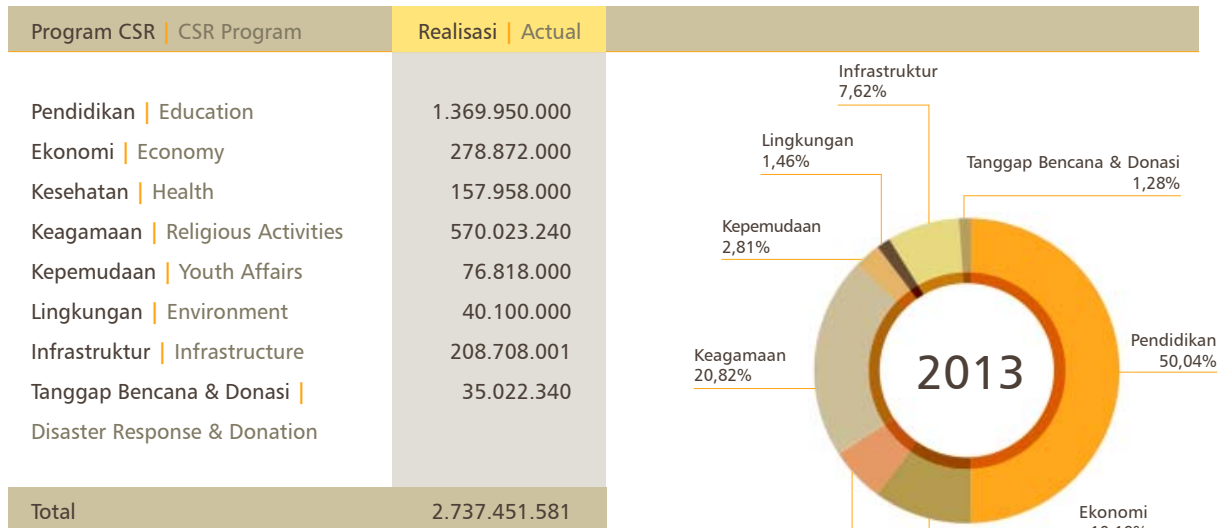 Program CSR | CSR Program Realisasi | Actual
Pendidikan | Education 1.369.950.000
Ekonomi | Economy 278.872.000
Kesehatan | Health 157.958.000
Keagamaan | Religious Activities 570.023.240
Kepemudaan | Youth Affairs 76.818.000
Lingkungan | Environment 40.100.000
Infrastruktur | Infrastructure 208.708.001
Tanggap Bencana & Donasi | 35.022.340
Disaster Response & Donation
Total 2.737.451.581
Infrastruktur
7,62%
Lingkungan
1,46%
Tanggap Bencana & Donasi
1,28%
Kepemudaan
2,81%
Keagamaan
20,82%
2013
Pendidikan
50,04%
Ekonomi